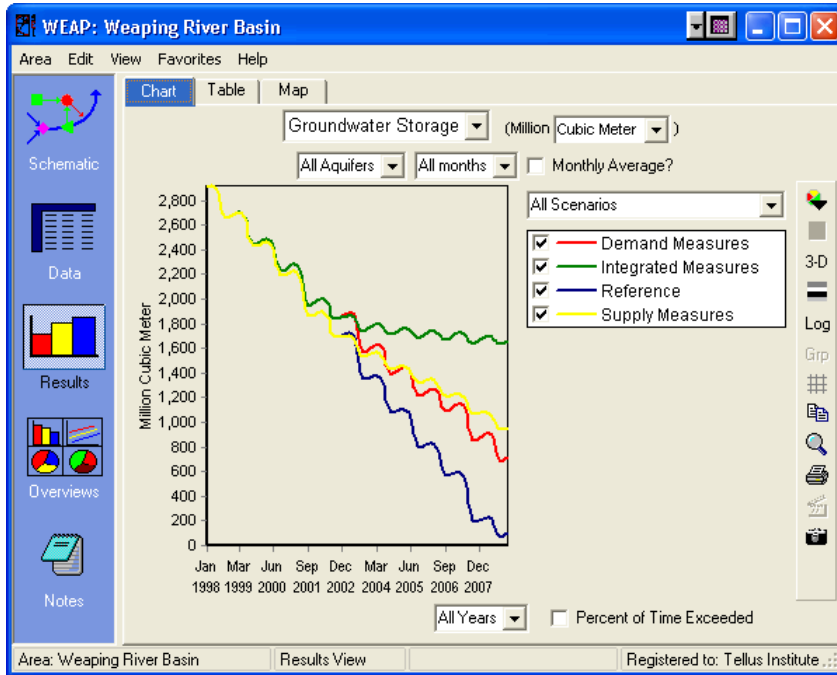 WEAP: Weaping River Basin
Area Edit View Favorites Help
Chart Table Map
Groundwater Storage (Million Cubic Meter )
All Aquifers All months Monthly Average?
All Scenarios
Demand Measures
Integrated Measures
Reference
Supply Measures
Schematic
Data
Results
Overviews
Notes
Million Cubic Meter
2,800
2,600
2,400
2,200
2,000
1,800
1,600
1,400
1,200
1,000
800
600
400
200
0
Jan Mar Jun Sep Dec Mar Jun Sep Dec
1998 1999 2000 2001 2002 2004 2005 2006 2007
3-D
Log
Grp
All Years Percent of Time Exceeded
Area: Weaping River Basin Results View Registered to: Tellus Institute